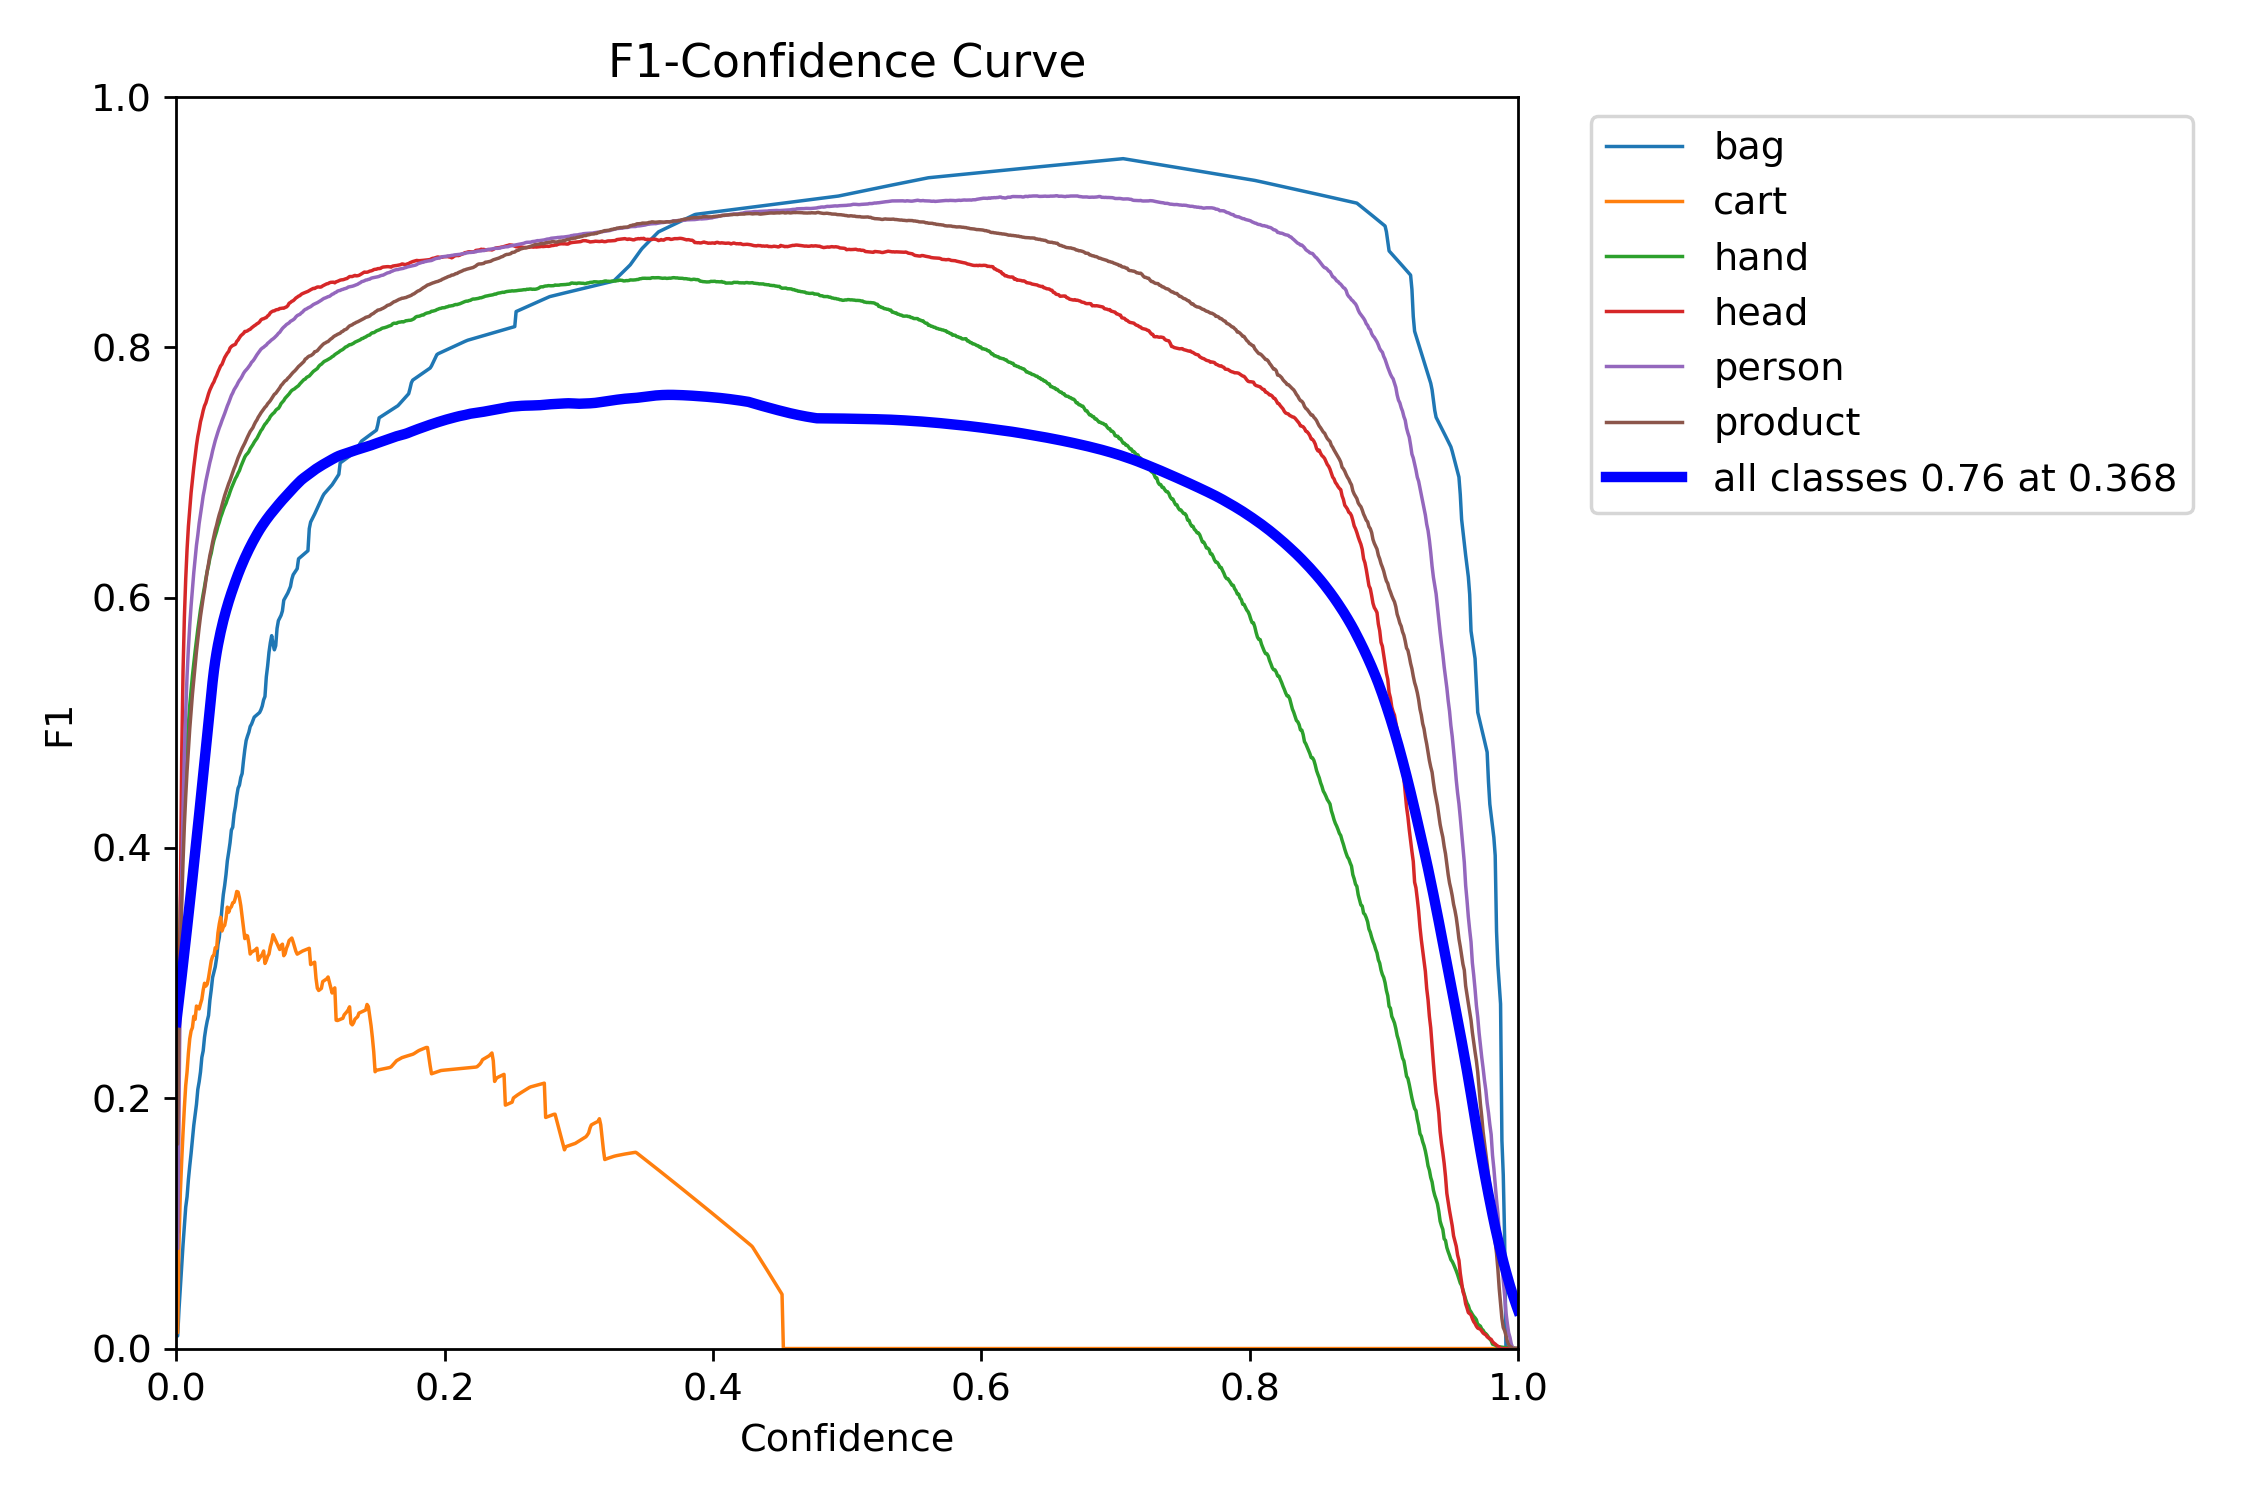 F1-Confidence Curve
1.0
0.8
0.6
0.4
0.2
0.0
F1
0.0 0.2 0.4 0.6 0.8 1.0
Confidence
bag
cart
hand
head
person
product
all classes 0.76 at 0.368